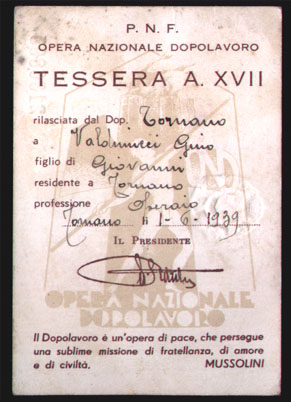 P. N. F.
OPERA NAZIONALE DOPOLAVORO
TESSERA A. XVII
rilasciata dal Dop. Tornano
a Valdinucci Gino
figlio di Giovanni
residente a Tornano
professione Operaio
Tornano li 1-6-1939
IL PRESIDENTE
OPERA NAZIONALE
DOPOLAVORO
Il Dopolavoro è un'opera di pace, che persegue
una sublime missione di fratellanza, di amore
e di civiltà. MUSSOLINI